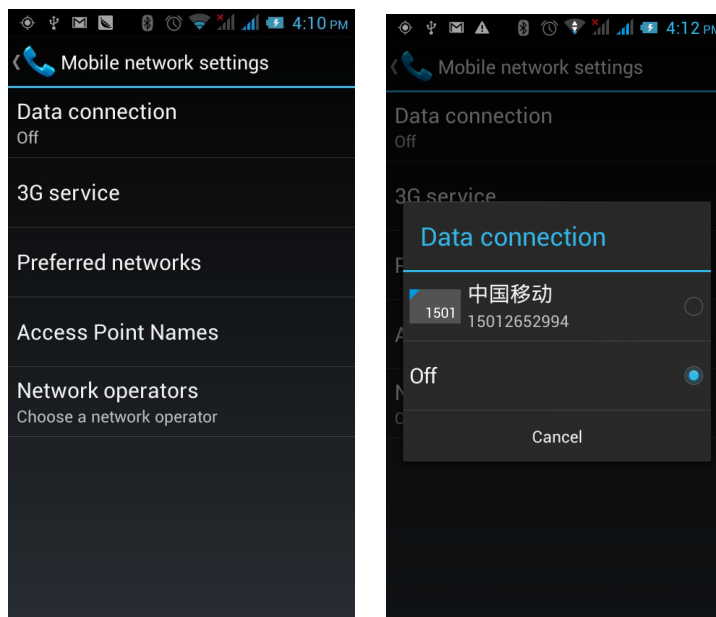 4:10 PM
Mobile network settings
Data connection
Off
3G service
Preferred networks
Access Point Names
Network operators
Choose a network operator
4:12 PM
Mobile network settings
Data connection
Off
3G service
Data connection
中国移动
1501
15012652994
Off
Cancel